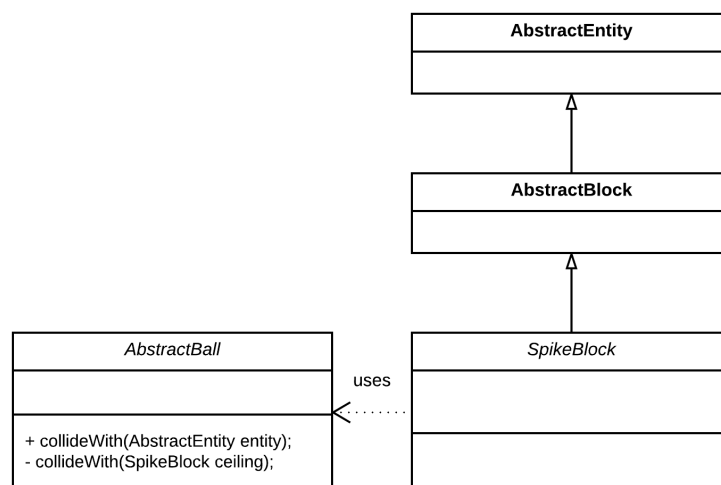 AbstractEntity
AbstractBlock
AbstractBall
SpikeBlock
uses
+ collideWith(AbstractEntity entity);
- collideWith(SpikeBlock ceiling);